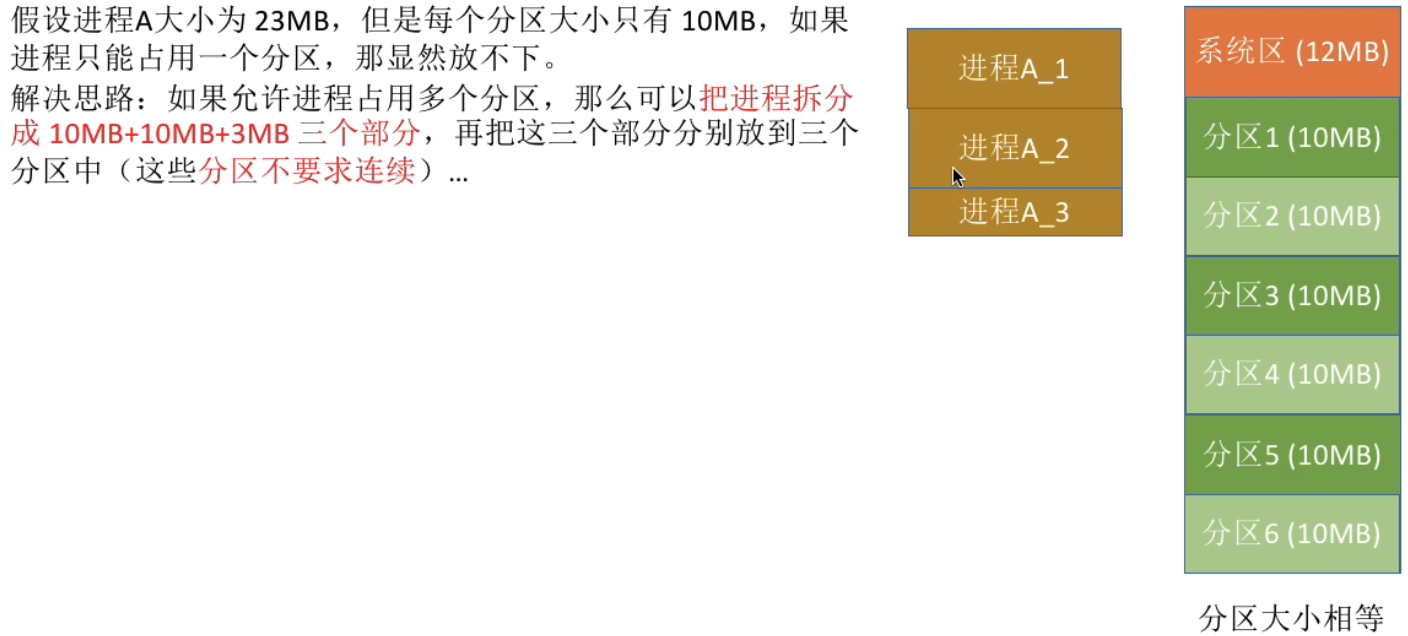 假设进程A大小为 23MB，但是每个分区大小只有 10MB，如果
进程只能占用一个分区，那显然放不下。
解决思路：如果允许进程占用多个分区，那么可以把进程拆分
成 10MB+10MB+3MB 三个部分，再把这三个部分分别放到三个
分区中（这些分区不要求连续）...
进程A_1
进程A_2
进程A_3
系统区 (12MB)
分区1 (10MB)
分区2 (10MB)
分区3 (10MB)
分区4 (10MB)
分区5 (10MB)
分区6 (10MB)
分区大小相等